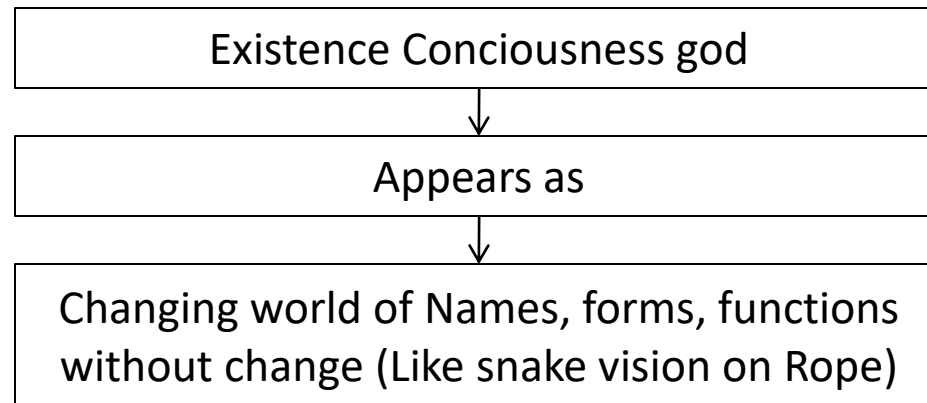 Existence Conciousness god
Appears as
Changing world of Names, forms, functions
without change (Like snake vision on Rope)